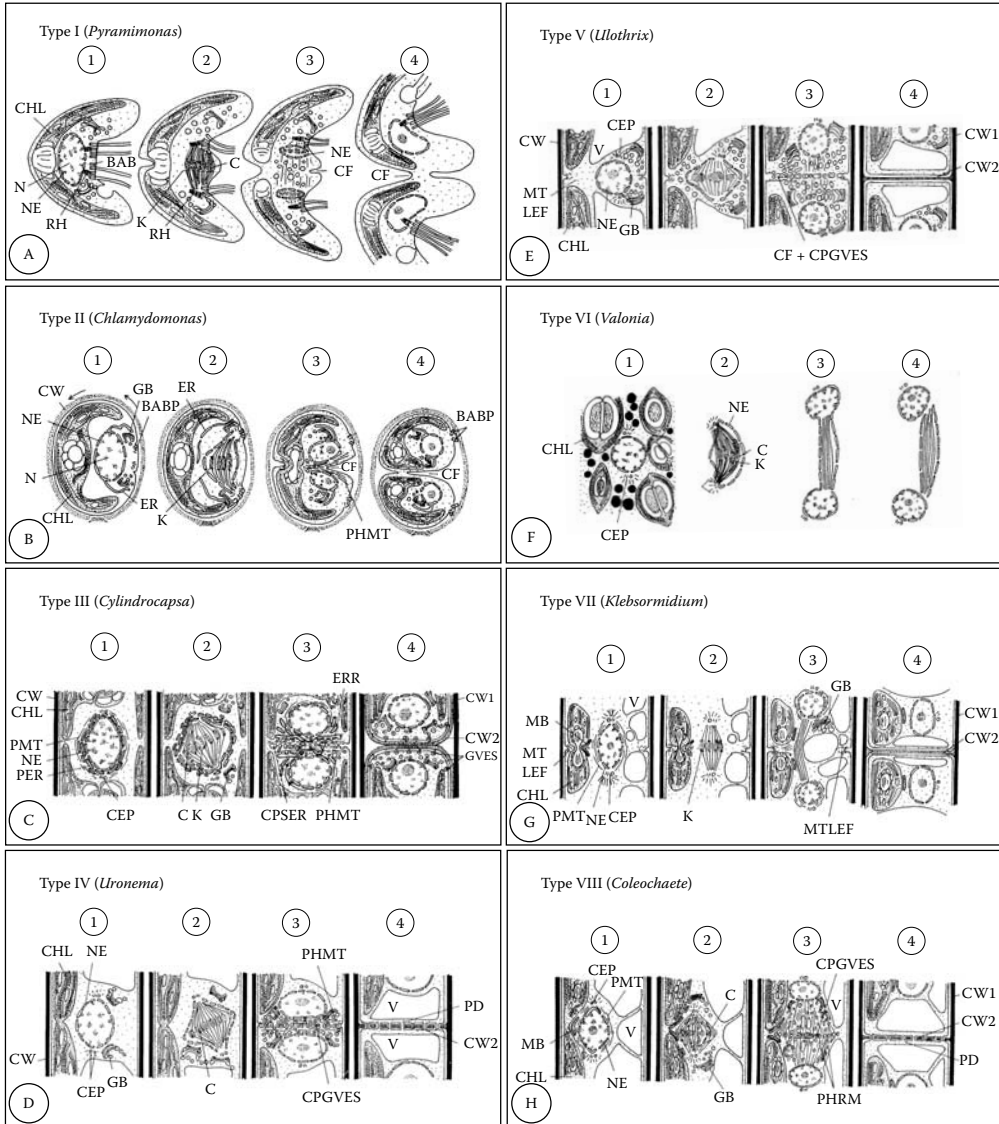 Type I (Pyramimonas)
1 2 3 4
CHL
BAB
N
NE
RH
K
RH
C
NE
CF
CF
A
Type II (Chlamydomonas)
1 2 3 4
CW
GB
BABP
NE
N
CHL
ER
ER
K
CF
PHMT
BABP
CF
B
Type III (Cylindrocapsa)
1 2 3 4
ERR
CW
CHL
PMT
NE
PER
CW1
CW2
GVES
C
CEP
C K GB
CPSER PHMT
Type IV (Uronema)
1 2 3 4
CHL NE
PHMT
V
PD
CW2
V
CW
CEP
GB
C
CPGVES
D
Type V (Ulothrix)
1 2 3 4
CEP
CW
V
MT
LEF
NE
GB
CHL
CW1
CW2
CF + CPGVES
E
Type VI (Valonia)
1 2 3 4
NE
CHL
C
K
CEP
F
Type VII (Klebsormidium)
1 2 3 4
V
GB
MB
MT
LEF
CHL
PMT NE CEP
K
MTLEF
CW1
CW2
G
Type VIII (Coleochaete)
1 2 3 4
CEP
PMT
C
CPGVES
V
V
MB
CHL
NE
GB
PHRM
CW1
CW2
PD
H